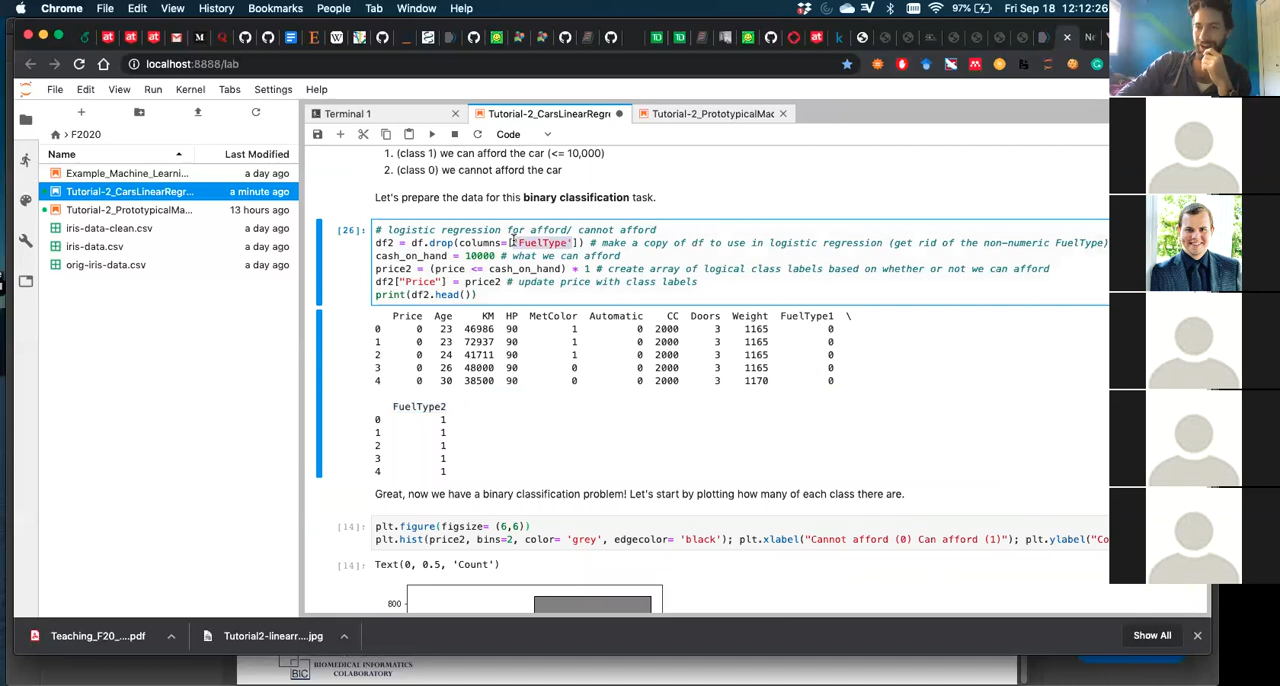 Chrome File Edit View History Bookmarks People Tab Window Help 97% Fri Sep 18 12:12:26
localhost:8888/lab
File Edit View Run Kernel Tabs Settings Help
Terminal 1 Tutorial-2_CarsLinearRegre Tutorial-2_PrototypicalMac
/ F2020
Code
Name Last Modified
Example_Machine_Learni... a day ago
Tutorial-2_CarsLinearRegr... a minute ago
Tutorial-2_PrototypicalMa... 13 hours ago
iris-data-clean.csv a day ago
iris-data.csv a day ago
orig-iris-data.csv a day ago
1. (class 1) we can afford the car (<= 10,000)
2. (class 0) we cannot afford the car
Let's prepare the data for this binary classification task.
[26]: # logistic regression for afford/ cannot afford
df2 = df.drop(columns=['FuelType']) # make a copy of df to use in logistic regression (get rid of the non-numeric FuelType)
cash_on_hand = 10000 # what we can afford
price2 = (price <= cash_on_hand) * 1 # create array of logical class labels based on whether or not we can afford
df2["Price"] = price2 # update price with class labels
print(df2.head())
Price Age KM HP MetColor Automatic CC Doors Weight FuelType1 \
0 0 23 46986 90 1 0 2000 3 1165 0
1 0 23 72937 90 1 0 2000 3 1165 0
2 0 24 41711 90 1 0 2000 3 1165 0
3 0 26 48000 90 0 0 2000 3 1165 0
4 0 30 38500 90 0 0 2000 3 1170 0
FuelType2
0 1
1 1
2 1
3 1
4 1
Great, now we have a binary classification problem! Let's start by plotting how many of each class there are.
[14]: plt.figure(figsize= (6,6))
plt.hist(price2, bins=2, color= 'grey', edgecolor= 'black'); plt.xlabel("Cannot afford (0) Can afford (1)"); plt.ylabel("Co
[14]: Text(0, 0.5, 'Count')
800
Teaching_F20_....pdf Tutorial2-linearr....jpg Show All
BIOMEDICAL INFORMATICS
BIC COLABORATORY